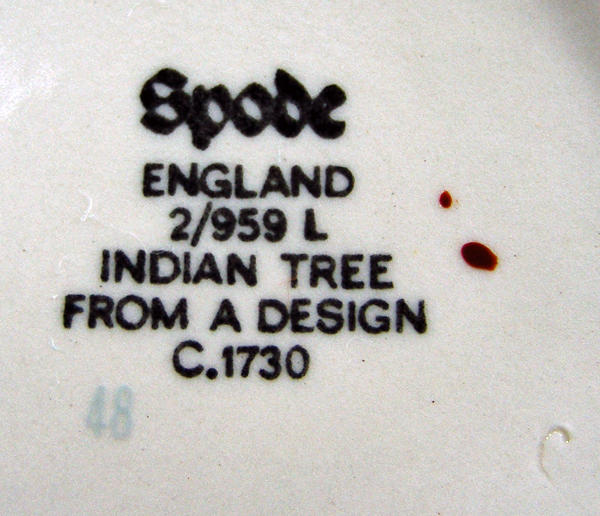 Spode
ENGLAND
2/959 L
INDIAN TREE
FROM A DESIGN
C.1730
48